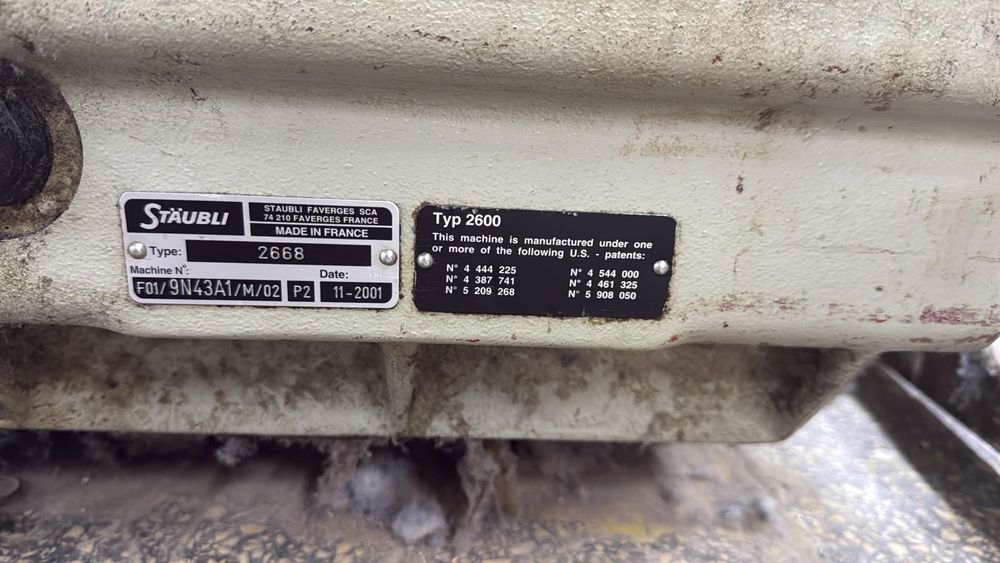 STÄUBLI
STAUBLI FAVERGES SCA
74 210 FAVERGES FRANCE
MADE IN FRANCE
Type: 2668
Machine N°: Date:
F01/9N43A1/M/02 P2 11-2001
Typ 2600
This machine is manufactured under one
or more of the following U.S. - patents:
N° 4 444 225 N° 4 544 000
N° 4 387 741 N° 4 461 325
N° 5 209 268 N° 5 908 050